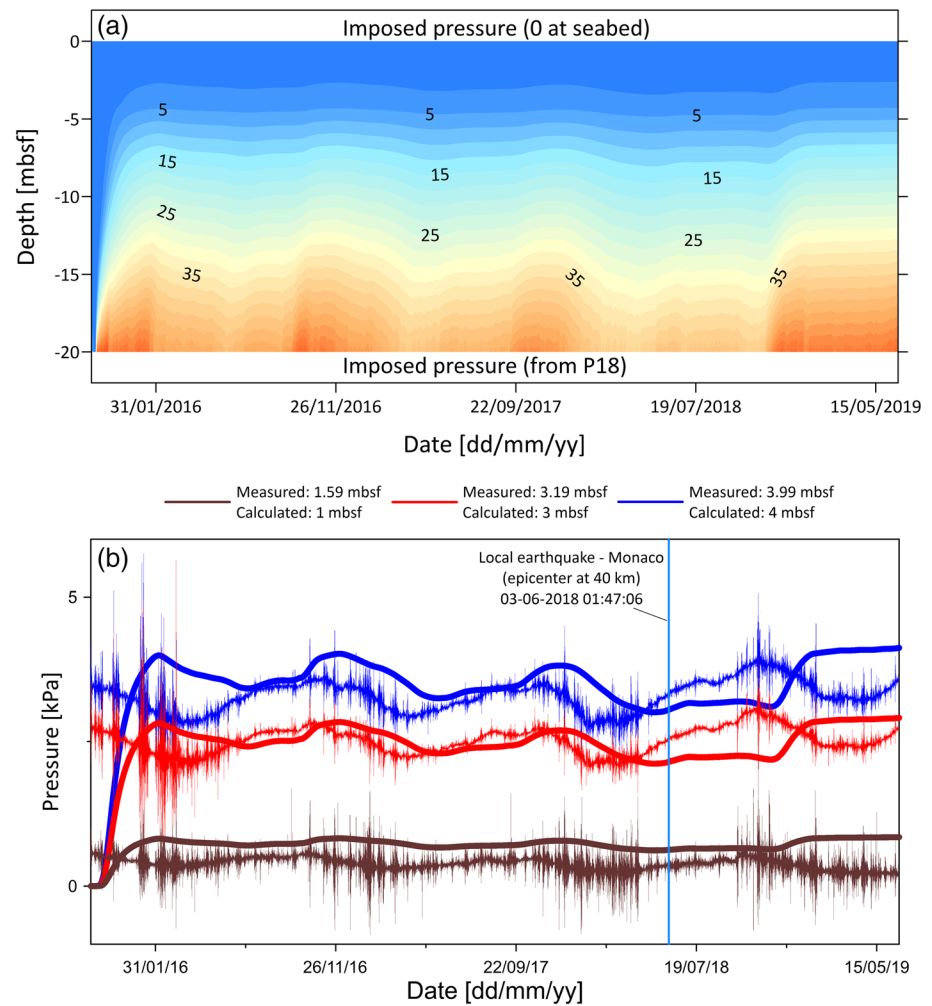 (a)
Imposed pressure (0 at seabed)
0
-5
-10
-15
-20
Depth [mbsf]
5
5
5
15
15
15
25
25
25
35
35
35
Imposed pressure (from P18)
31/01/2016
26/11/2016
22/09/2017
19/07/2018
15/05/2019
Date [dd/mm/yy]
Measured: 1.59 mbsf
Calculated: 1 mbsf
Measured: 3.19 mbsf
Calculated: 3 mbsf
Measured: 3.99 mbsf
Calculated: 4 mbsf
(b)
Local earthquake - Monaco
(epicenter at 40 km)
03-06-2018 01:47:06
5
0
Pressure [kPa]
31/01/16
26/11/16
22/09/17
19/07/18
15/05/19
Date [dd/mm/yy]